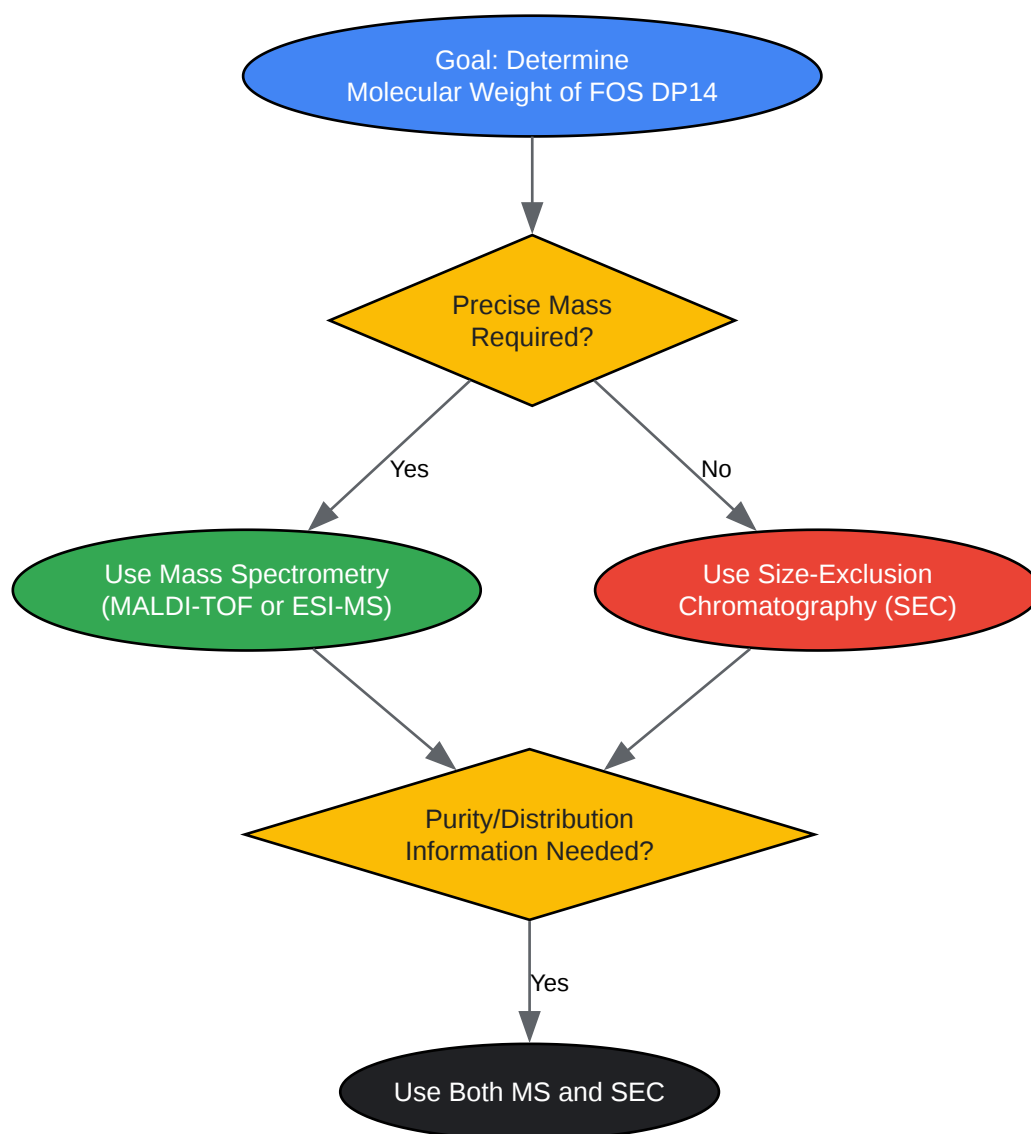 Goal: Determine
Molecular Weight of FOS DP14
Precise Mass
Required?
Yes
No
Use Mass Spectrometry
(MALDI-TOF or ESI-MS)
Use Size-Exclusion
Chromatography (SEC)
Purity/Distribution
Information Needed?
Yes
Use Both MS and SEC